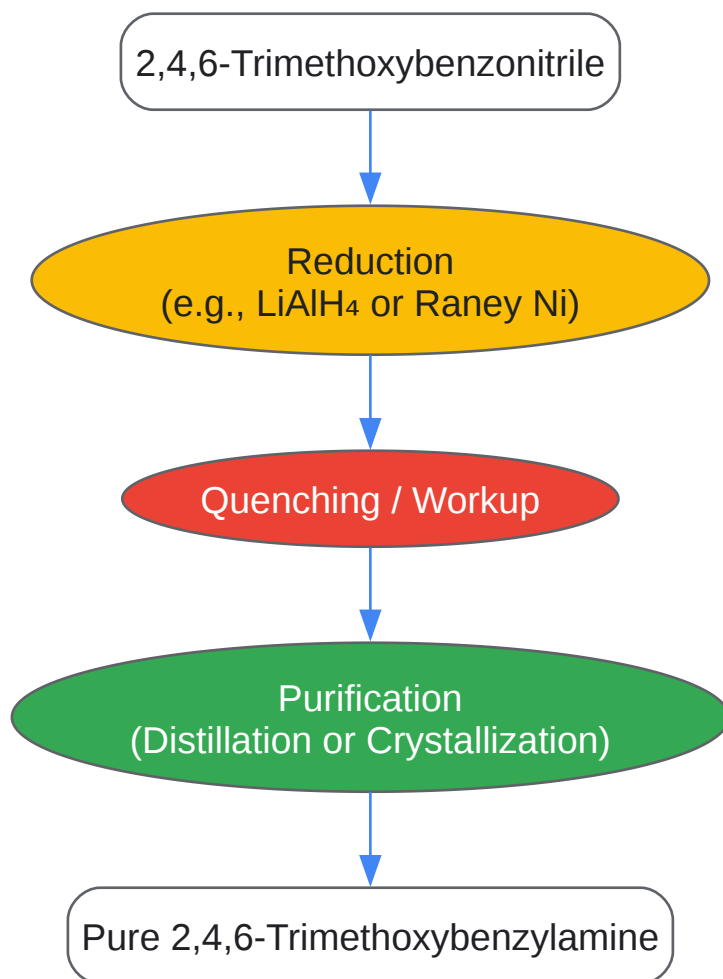 2,4,6-Trimethoxybenzonitrile
Reduction
(e.g., LiAlH₄ or Raney Ni)
Quenching / Workup
Purification
(Distillation or Crystallization)
Pure 2,4,6-Trimethoxybenzylamine